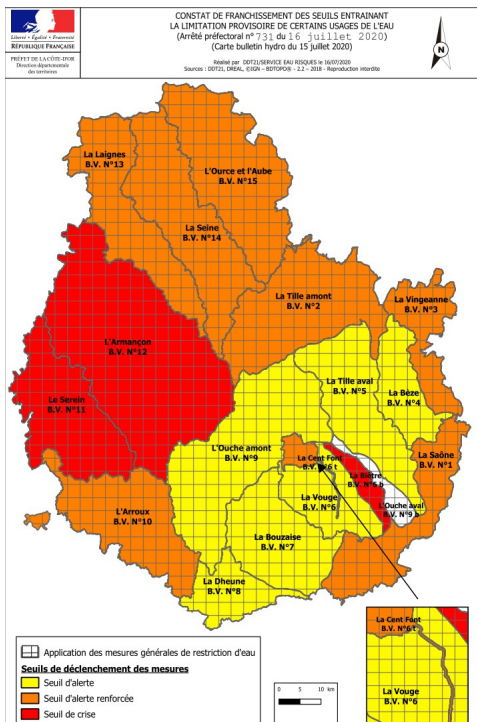 Liberté • Égalité • Fraternité
RÉPUBLIQUE FRANÇAISE
PRÉFET DE LA CÔTE-D'OR
Direction départementale
des territoires
CONSTAT DE FRANCHISSEMENT DES SEUILS ENTRAINANT
LA LIMITATION PROVISOIRE DE CERTAINS USAGES DE L'EAU
(Arrêté préfectoral n° 731 du 16 juillet 2020)
(Carte bulletin hydro du 15 juillet 2020)
Réalisé par DDT21/SERVICE EAU RISQUES le 16/07/2020
Sources : DDT21, DREAL, ©IGN – BDTOPO® - 2.2 – 2018 - Reproduction interdite
N
La Laignes
B.V. N°13
L'Ource et l'Aube
B.V. N°15
La Seine
B.V. N°14
La Tille amont
B.V. N°2
La Vingeanne
B.V. N°3
L'Armançon
B.V. N°12
La Tille aval
B.V. N°5
La Bèze
B.V. N°4
Le Serein
B.V. N°11
L'Ouche amont
B.V. N°9
La Cent Font
B.V. N°6 t
La Saône
B.V. N°1
La Biètre
B.V. N°6 b
La Vouge
B.V. N°6
L'Ouche aval
B.V. N°9 b
L'Arroux
B.V. N°10
La Bouzaise
B.V. N°7
La Dheune
B.V. N°8
La Cent Font
B.V. N°6 t
La Vouge
B.V. N°6
Application des mesures générales de restriction d'eau
Seuils de déclenchement des mesures
Seuil d'alerte
Seuil d'alerte renforcée
Seuil de crise
0 5 10 km